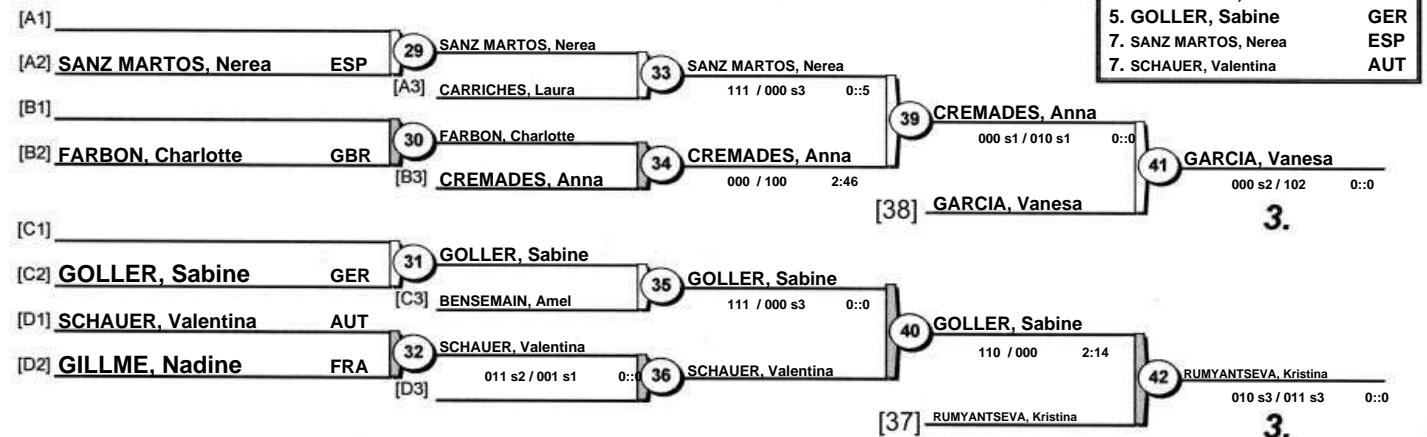 5. GOLLER, Sabine GER
7. SANZ MARTOS, Nerea ESP
7. SCHAUER, Valentina AUT
[A1]
29
SANZ MARTOS, Nerea
[A2] SANZ MARTOS, Nerea ESP
33
SANZ MARTOS, Nerea
[A3] CARRICHES, Laura
111 / 000 s3 0::5
[B1]
39
CREMADES, Anna
30
FARBON, Charlotte
000 s1 / 010 s1 0::0
[B2] FARBON, Charlotte GBR
34
CREMADES, Anna
41
GARCIA, Vanesa
[B3] CREMADES, Anna
000 / 100 2:46
000 s2 / 102 0::0
[38] GARCIA, Vanesa
3.
[C1]
31
GOLLER, Sabine
[C2] GOLLER, Sabine GER
35
GOLLER, Sabine
[C3] BENSEMAIN, Amel
111 / 000 s3 0::0
[D1] SCHAUER, Valentina AUT
40
GOLLER, Sabine
32
SCHAUER, Valentina
110 / 000 2:14
[D2] GILLME, Nadine FRA
011 s2 / 001 s1 0::0
36
SCHAUER, Valentina
42
RUMYANTSEVA, Kristina
[D3]
010 s3 / 011 s3 0::0
[37] RUMYANTSEVA, Kristina
3.